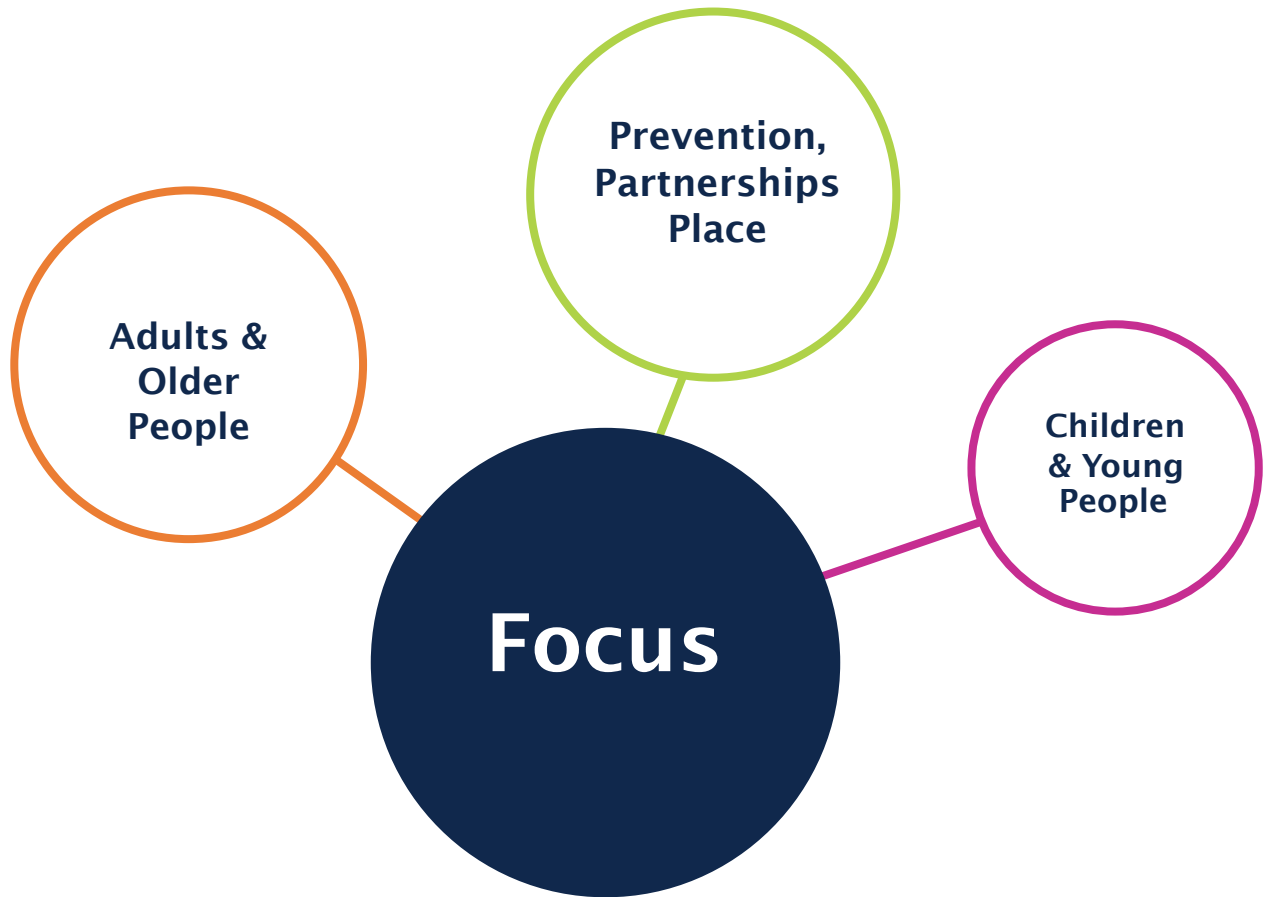 Prevention,
Partnerships
Place
Adults &
Older
People
Children
& Young
People
Focus